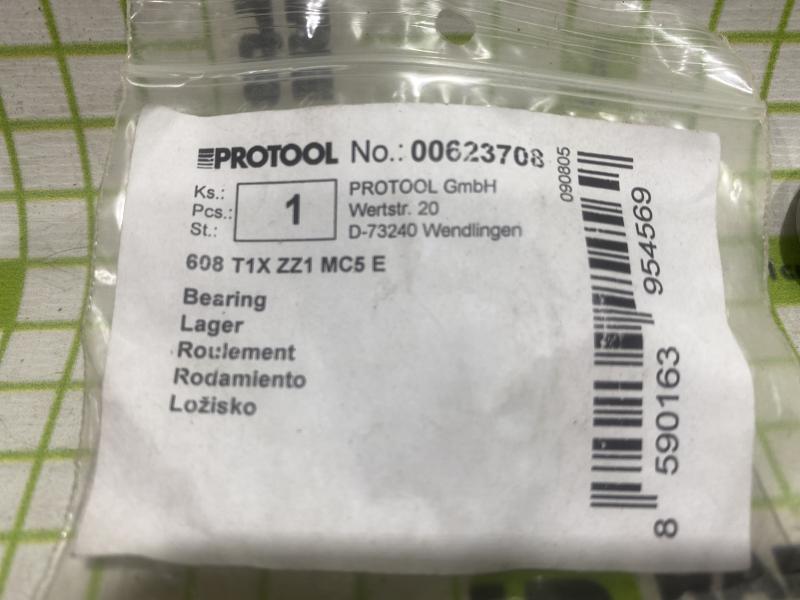 PROTOOL No.: 00623708
Ks.:
Pcs.:
St.:
1
PROTOOL GmbH
Wertstr. 20
D-73240 Wendlingen
608 T1X ZZ1 MC5 E
Bearing
Lager
Roulement
Rodamiento
Ložisko
090805
8 590163 954569